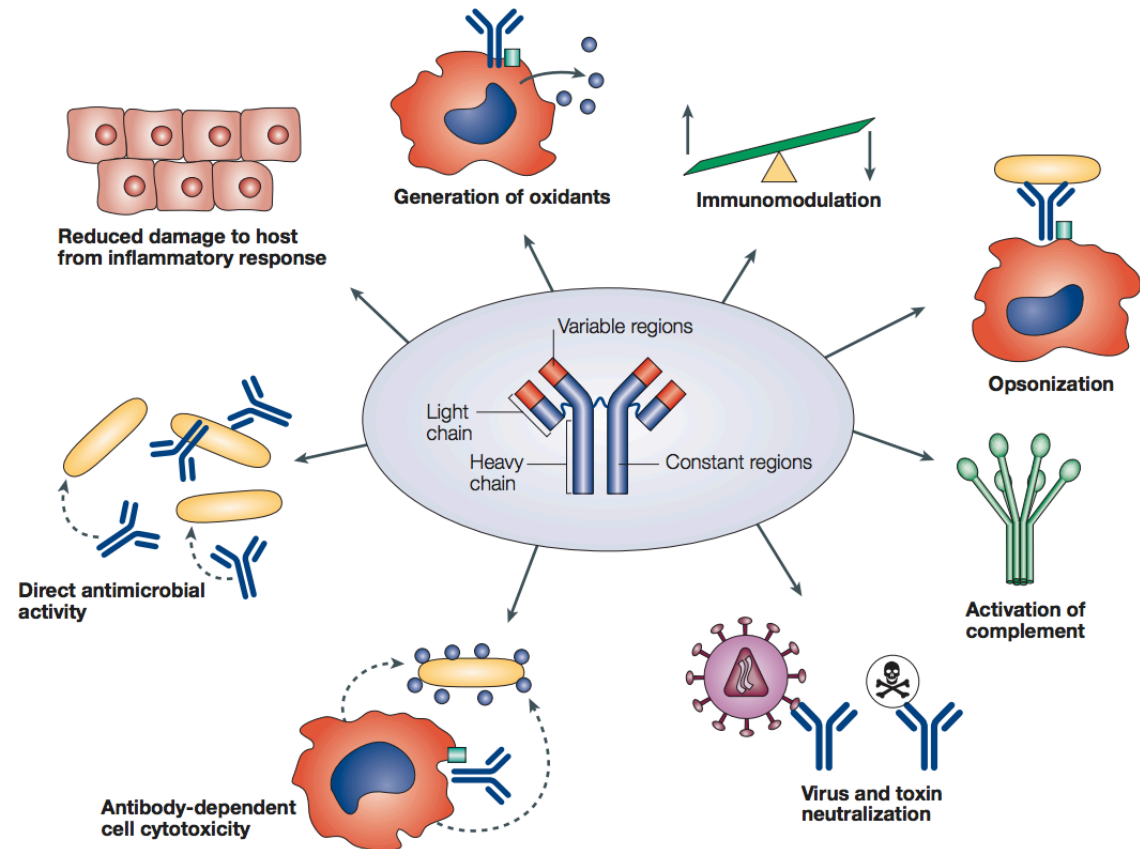 Generation of oxidants
Immunomodulation
Reduced damage to host
from inflammatory response
Opsonization
Variable regions
Light
chain
Heavy
chain
Constant regions
Direct antimicrobial
activity
Activation of
complement
Antibody-dependent
cell cytotoxicity
Virus and toxin
neutralization